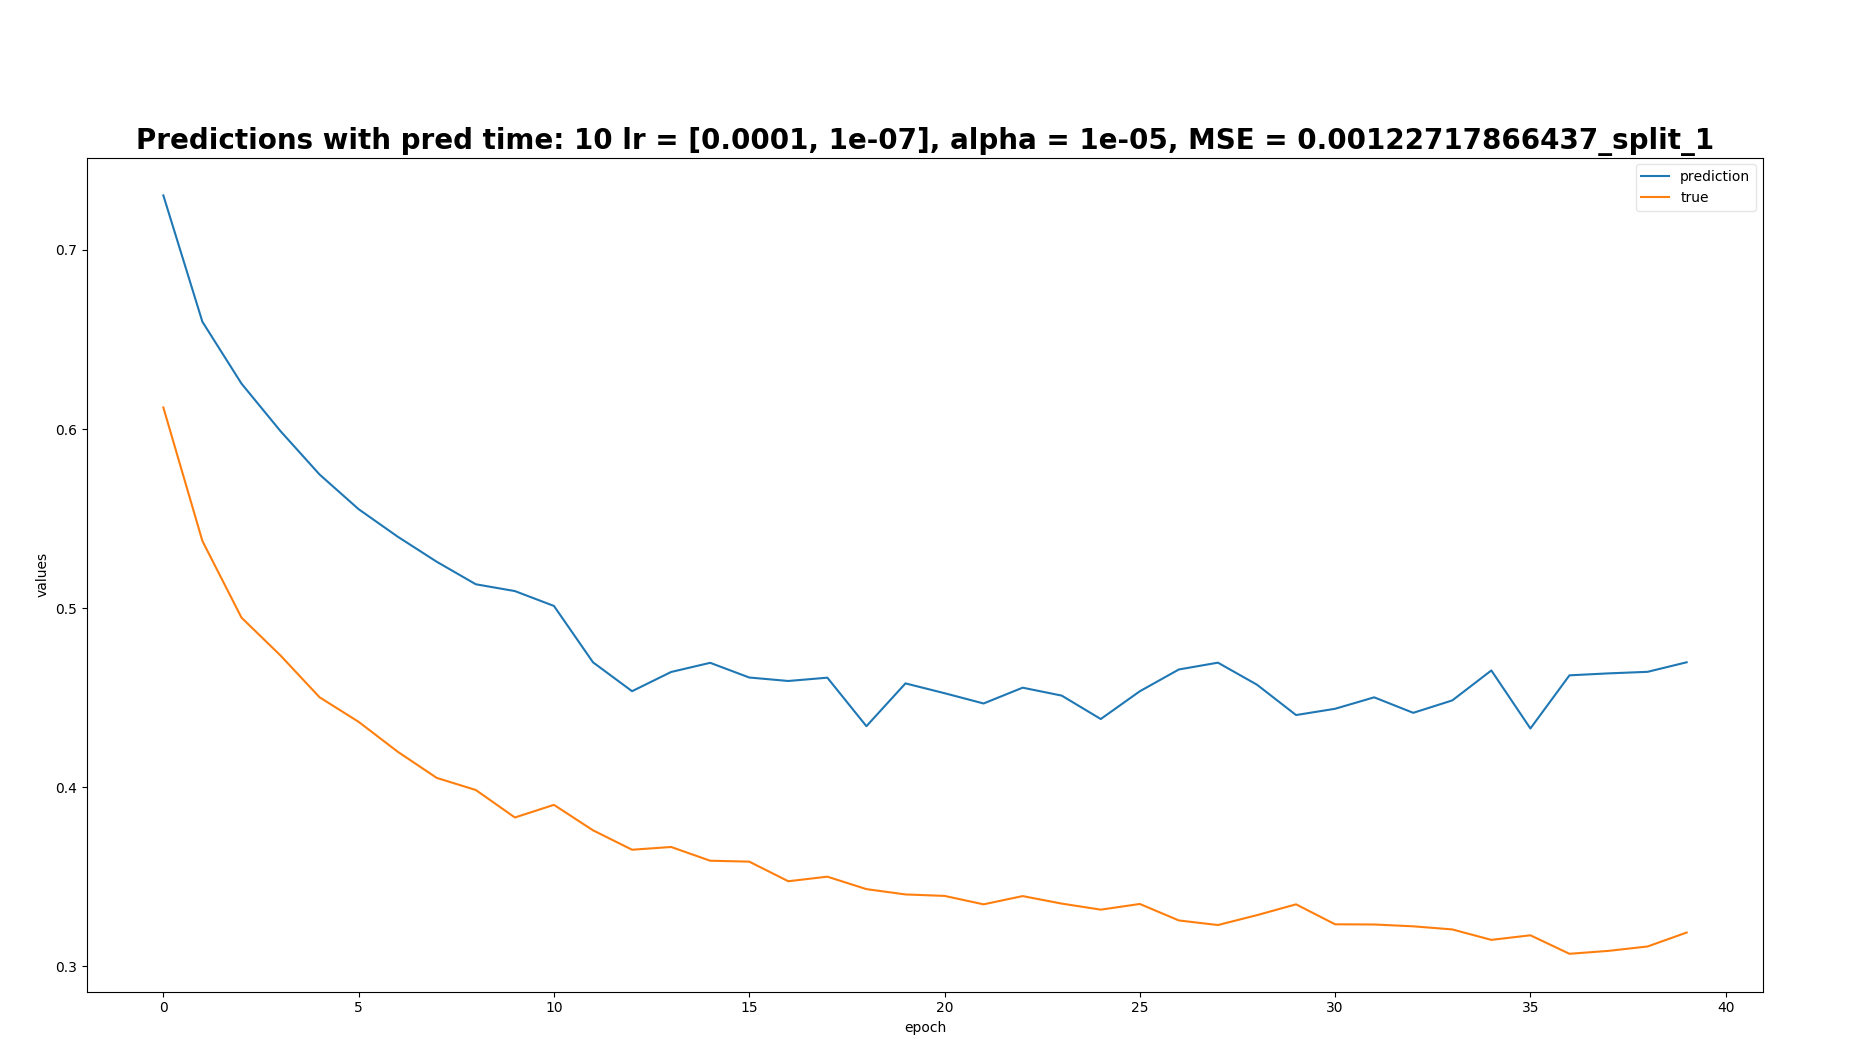 Predictions with pred time: 10 lr = [0.0001, 1e-07], alpha = 1e-05, MSE = 0.00122717866437_split_1
prediction
true
0.7
0.6
0.5
0.4
0.3
values
0 5 10 15 20 25 30 35 40
epoch